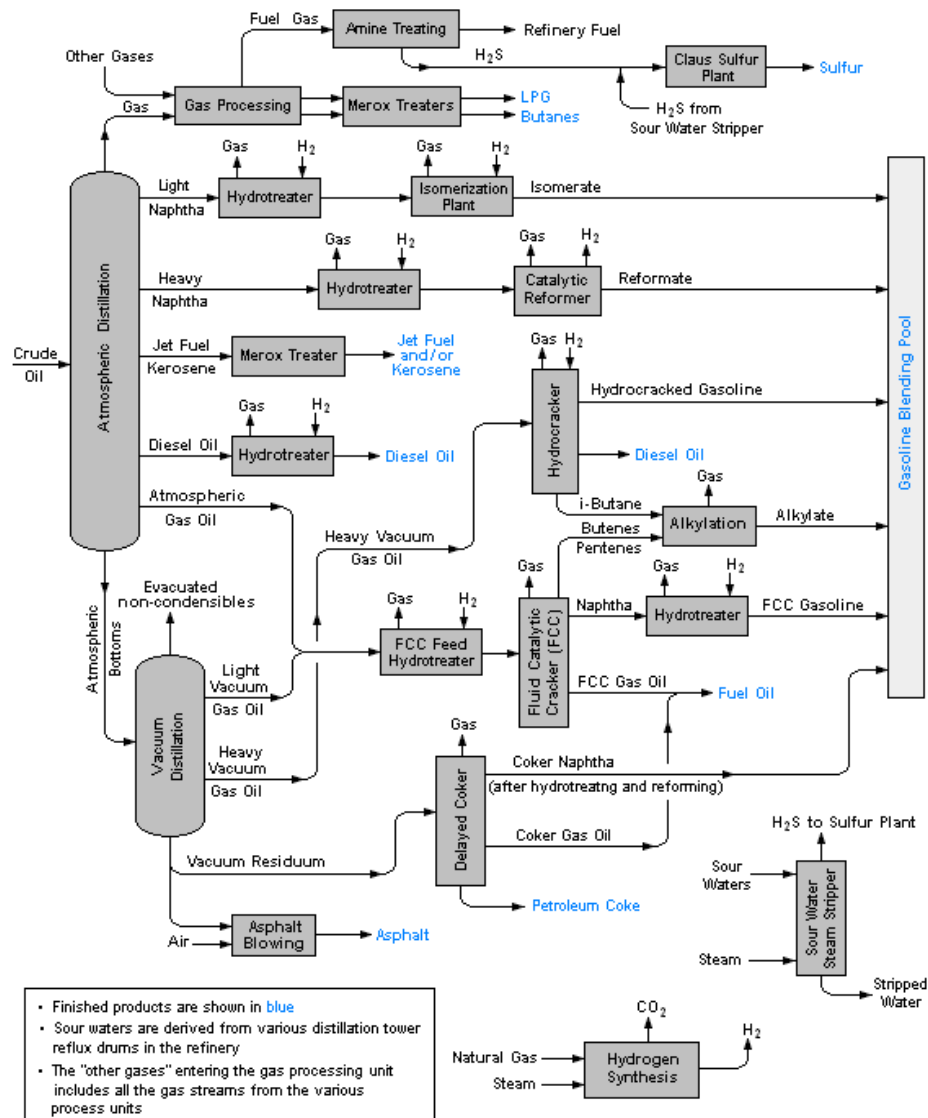 Fuel Gas
Amine Treating
Refinery Fuel
Other Gases
H2S
Claus Sulfur
Plant
Sulfur
Gas
Gas Processing
Merox Treaters
LPG
Butanes
H2S from
Sour Water Stripper
Gas
H2
Gas
H2
Light
Naphtha
Hydrotreater
Isomerization
Plant
Isomerate
Gas
H2
Gas
H2
Heavy
Naphtha
Hydrotreater
Catalytic
Reformer
Reformate
Crude
Oil
Atmospheric Distillation
Jet Fuel
Kerosene
Merox Treater
Jet Fuel
and/or
Kerosene
Gas
H2
Hydrocracker
Hydrocracked Gasoline
Gasoline Blending Pool
Gas
H2
Diesel Oil
Hydrotreater
Diesel Oil
Diesel Oil
Gas
i-Butane
Alkylation
Alkylate
Butenes
Pentenes
Atmospheric
Gas Oil
Heavy Vacuum
Gas Oil
Atmospheric
Bottoms
Evacuated
non-condensibles
Gas
H2
FCC Feed
Hydrotreater
Gas
Fluid Catalytic
Cracker (FCC)
Naphtha
Gas
H2
Hydrotreater
FCC Gasoline
FCC Gas Oil
Fuel Oil
Vacuum
Distillation
Light
Vacuum
Gas Oil
Heavy
Vacuum
Gas Oil
Gas
Delayed Coker
Coker Naphtha
(after hydrotreatng and reforming)
Coker Gas Oil
Petroleum Coke
Vacuum Residuum
Air
Asphalt
Blowing
Asphalt
H2S to Sulfur Plant
Sour
Waters
Sour Water
Steam Stripper
Steam
Stripped
Water
• Finished products are shown in blue
• Sour waters are derived from various distillation tower
reflux drums in the refinery
• The "other gases" entering the gas processing unit
includes all the gas streams from the various
process units
CO2
H2
Natural Gas
Steam
Hydrogen
Synthesis